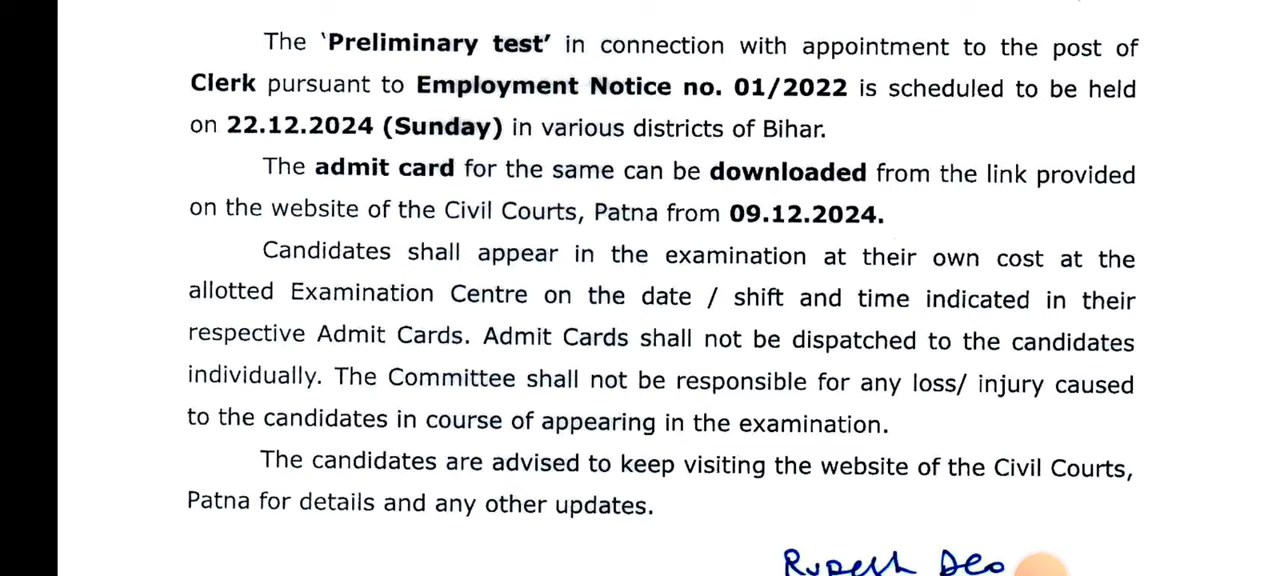 The ‘Preliminary test’ in connection with appointment to the post of
Clerk pursuant to Employment Notice no. 01/2022 is scheduled to be held
on 22.12.2024 (Sunday) in various districts of Bihar.
The admit card for the same can be downloaded from the link provided
on the website of the Civil Courts, Patna from 09.12.2024.
Candidates shall appear in the examination at their own cost at the
allotted Examination Centre on the date / shift and time indicated in their
respective Admit Cards. Admit Cards shall not be dispatched to the candidates
individually. The Committee shall not be responsible for any loss/ injury caused
to the candidates in course of appearing in the examination.
The candidates are advised to keep visiting the website of the Civil Courts,
Patna for details and any other updates.
Rupesh Deo